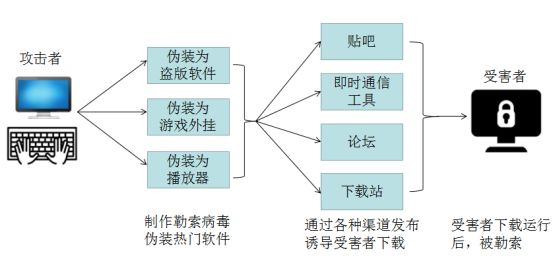 攻击者
伪装为
盗版软件
伪装为
游戏外挂
伪装为
播放器
制作勒索病毒
伪装热门软件
贴吧
即时通信
工具
论坛
下载站
通过各种渠道发布
诱导受害者下载
受害者
受害者下载运行
后，被勒索